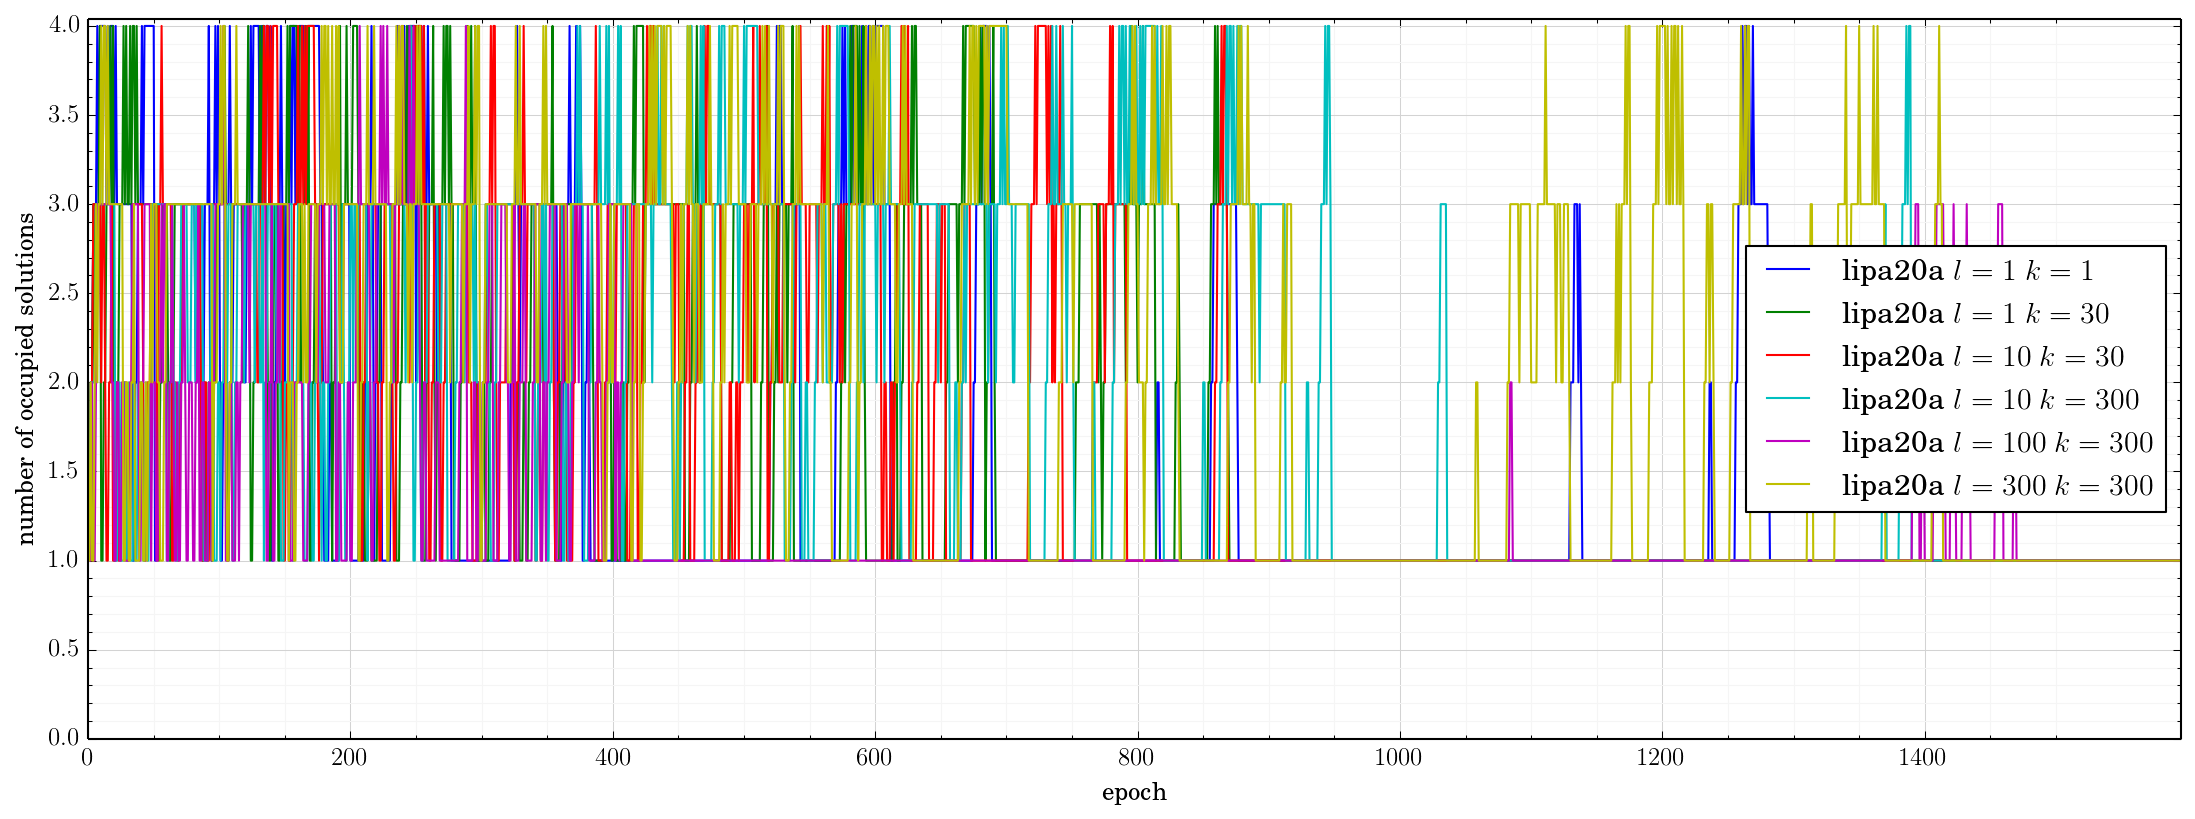 number of occupied solutions
4.0
3.5
3.0
2.5
2.0
1.5
1.0
0.5
0.0
0 200 400 600 800 1000 1200 1400
epoch
lipa20a l = 1 k = 1
lipa20a l = 1 k = 30
lipa20a l = 10 k = 30
lipa20a l = 10 k = 300
lipa20a l = 100 k = 300
lipa20a l = 300 k = 300